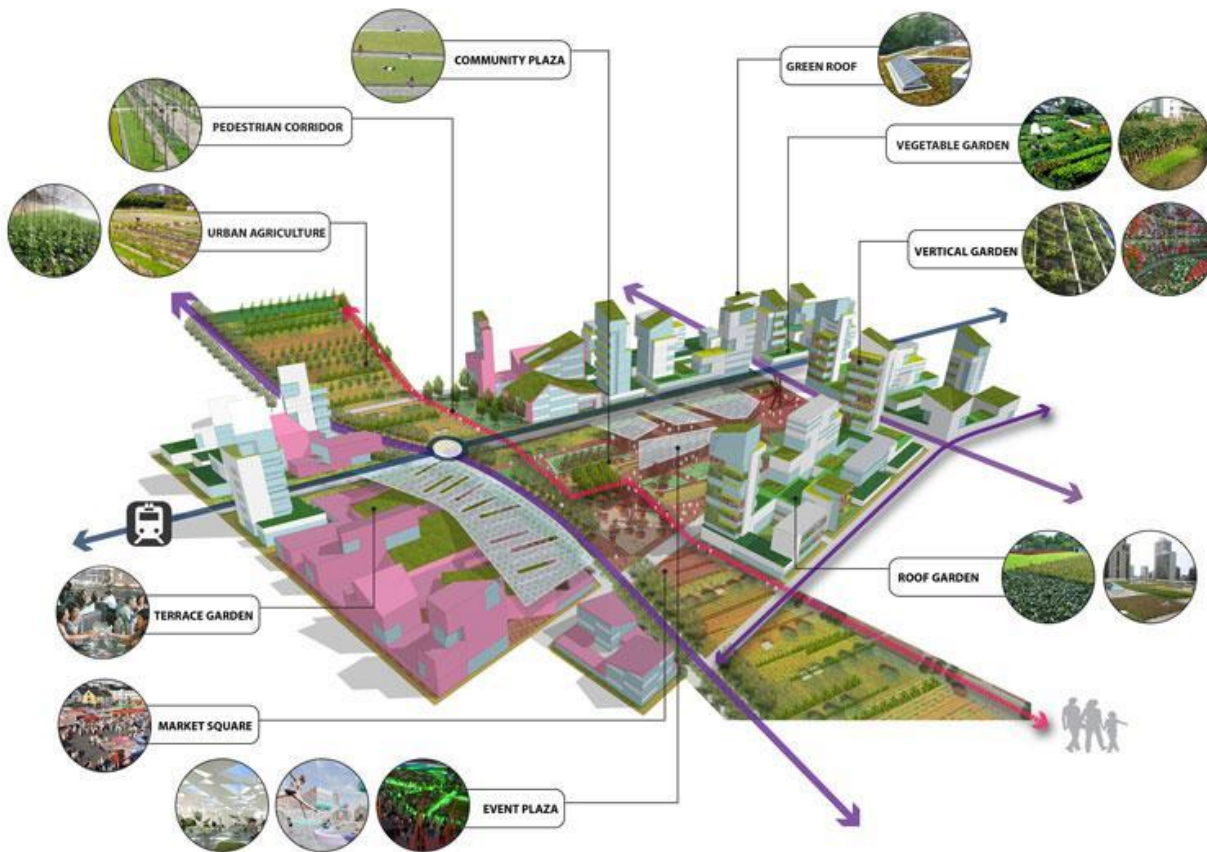 COMMUNITY PLAZA
GREEN ROOF
PEDESTRIAN CORRIDOR
VEGETABLE GARDEN
URBAN AGRICULTURE
VERTICAL GARDEN
ROOF GARDEN
TERRACE GARDEN
MARKET SQUARE
EVENT PLAZA